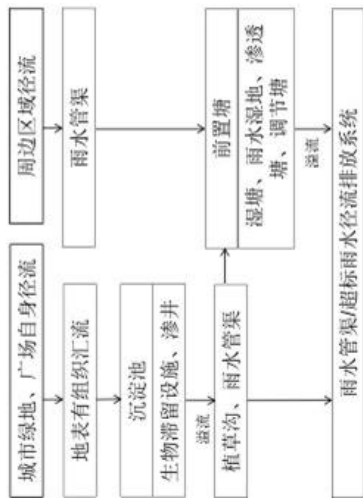 城市绿地、广场自身径流
周边区域径流
地表有组织汇流
雨水管渠
沉淀池
生物滞留设施、渗井
溢流
植草沟、雨水管渠
前置塘
湿塘、雨水湿地、渗透
塘、调节塘
溢流
雨水管渠/超标雨水径流排放系统